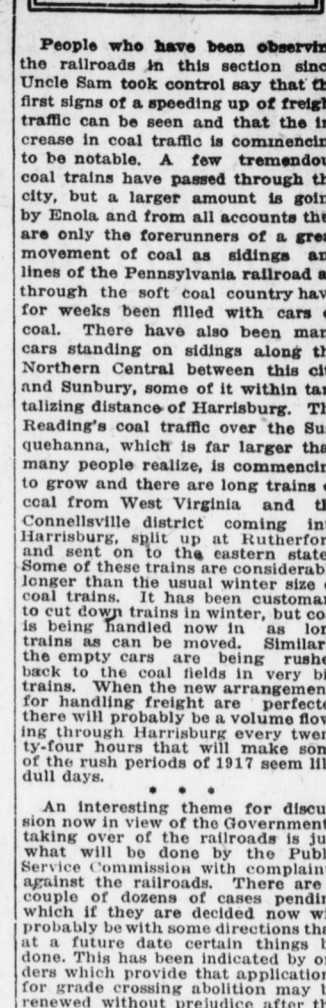 People who have been observin
the railroads in this section sinc
Uncle Sam took control say that th
first signs of a speeding up of freigh
traffic can be seen and that the in
crease in coal traffic is commencin
to be notable. A few tremendou
coal trains have passed through th
city, but a larger amount is goin
by Enola and from all accounts the
are only the forerunners of a grea
movement of coal as sidings an
lines of the Pennsylvania railroad a
through the soft coal country hav
for weeks been filled with cars o
coal. There have also been man
cars standing on sidings along th
Northern Central between this cit
and Sunbury, some of it within tan
talizing distance of Harrisburg. Th
Reading's coal traffic over the Sus
quehanna, which is far larger tha
many people realize, is commencin
to grow and there are long trains o
coal from West Virginia and th
Connellsville district coming in
Harrisburg, split up at Rutherfor
and sent on to the eastern state
Some of these trains are considerab
longer than the usual winter size o
coal trains. It has been customar
to cut down trains in winter, but co
is being handled now in as lon
trains as can be moved. Similar
the empty cars are being rushe
back to the coal fields in very bi
trains. When the new arrangemen
for handling freight are perfecte
there will probably be a volume flow
ing through Harrisburg every twen
ty-four hours that will make som
of the rush periods of 1917 seem lik
dull days.
* * *
An interesting theme for discu
sion now in view of the Government
taking over of the railroads is ju
what will be done by the Publ
Service Commission with complain
against the railroads. There are
couple of dozens of cases pendin
which if they are decided now wi
probably be with some directions tha
at a future date certain things b
done. This has been indicated by o
ders which provide that application
for grade crossing abolition may b
renewed without prejudice after t